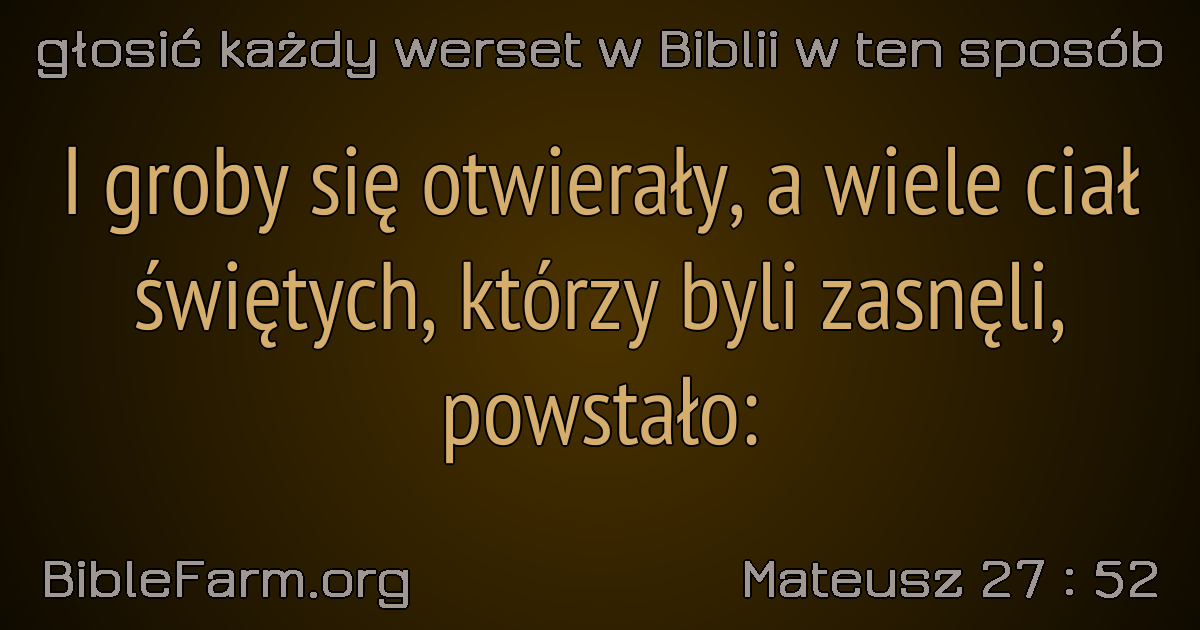 głosić każdy werset w Biblii w ten sposób
I groby się otwierały, a wiele ciał
świętych, którzy byli zasnęli,
powstało:
BibleFarm.org
Mateusz 27 : 52